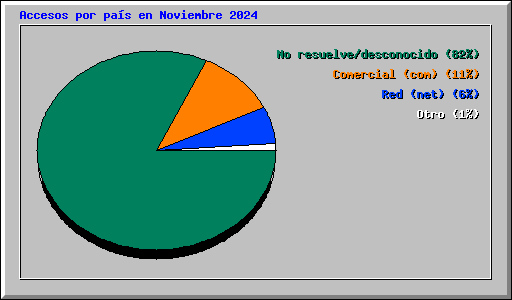 Accesos por país en Noviembre 2024
No resuelve/desconocido (82%)
Comercial (com) (11%)
Red (net) (6%)
Otro (1%)